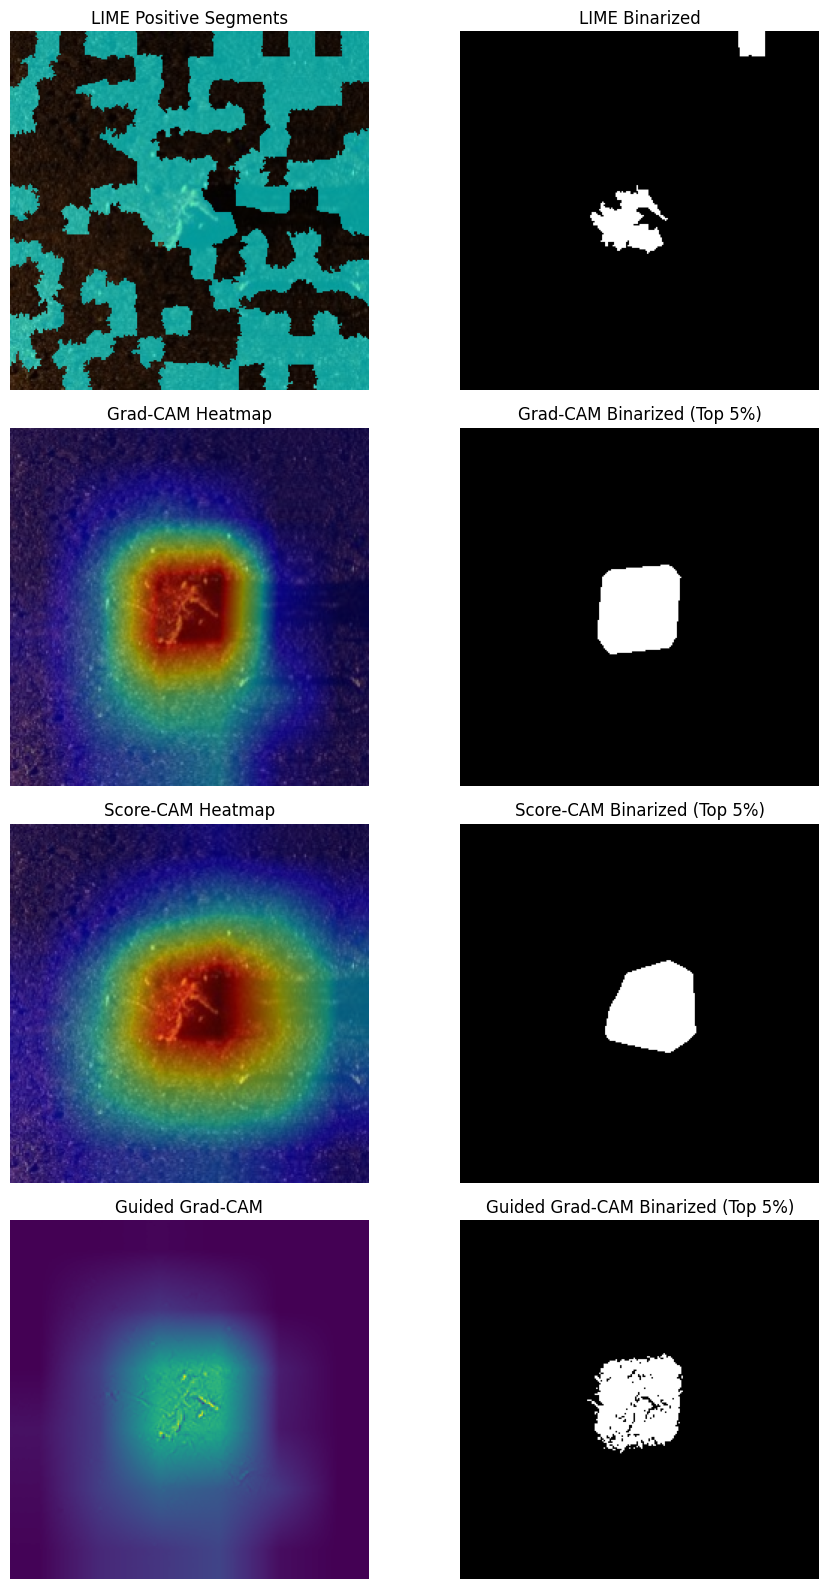 LIME Positive Segments
LIME Binarized
Grad-CAM Heatmap
Grad-CAM Binarized (Top 5%)
Score-CAM Heatmap
Score-CAM Binarized (Top 5%)
Guided Grad-CAM
Guided Grad-CAM Binarized (Top 5%)